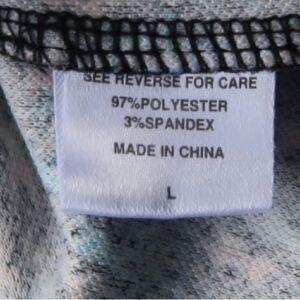 SEE REVERSE FOR CARE
97%POLYESTER
3%SPANDEX
MADE IN CHINA
L